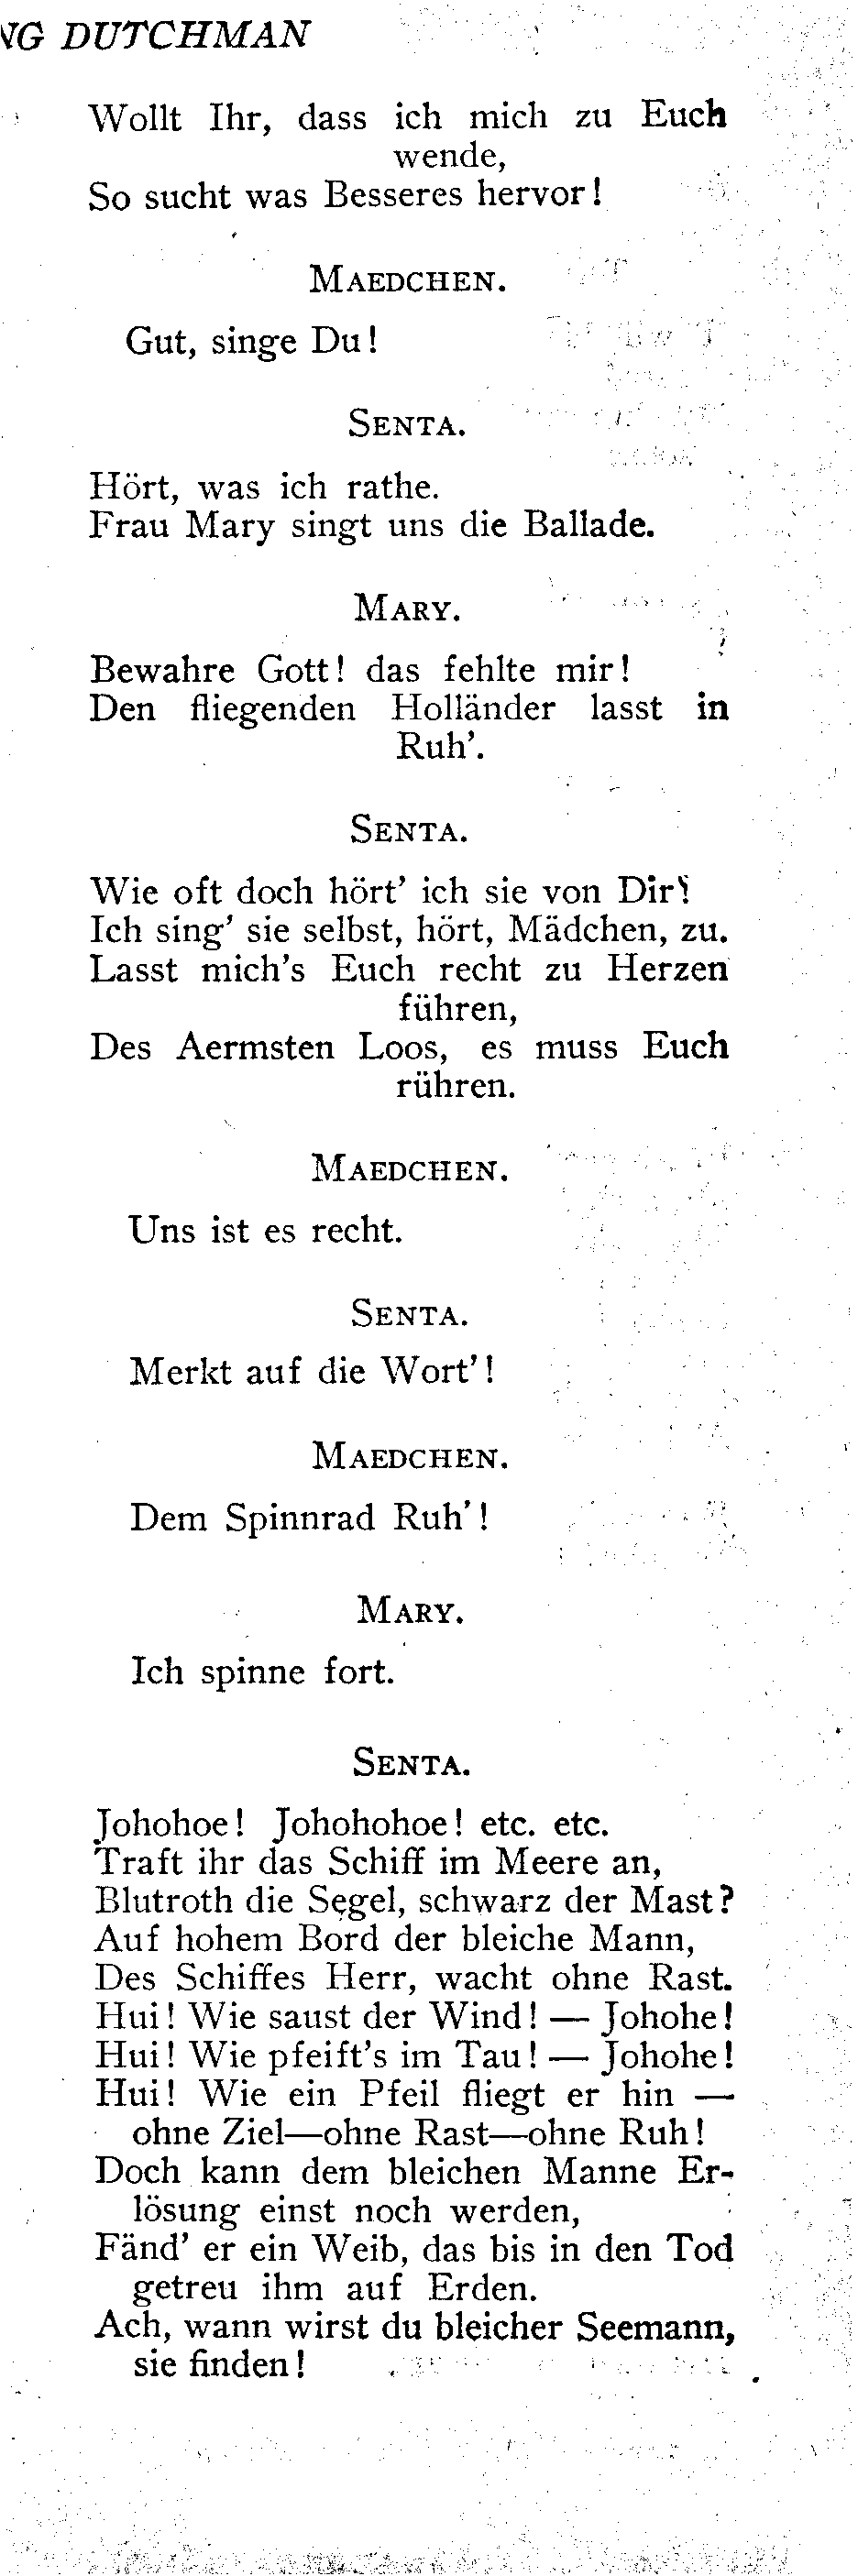 NG DUTCHMAN
Wollt Ihr, dass ich mich zu Euch
wende,
So sucht was Besseres hervor!
MAEDCHEN.
Gut, singe Du!
SENTA.
Hört, was ich rathe.
Frau Mary singt uns die Ballade.
MARY.
Bewahre Gott! das fehlte mir!
Den fliegenden Holländer lasst in
Ruh'.
SENTA.
Wie oft doch hört' ich sie von Dir!
Ich sing' sie selbst, hört, Mädchen, zu.
Lasst mich's Euch recht zu Herzen
führen,
Des Aermsten Loos, es muss Euch
rühren.
MAEDCHEN.
Uns ist es recht.
SENTA.
Merkt auf die Wort'!
MAEDCHEN.
Dem Spinnrad Ruh'!
MARY.
Ich spinne fort.
SENTA.
Johohoe! Johohohoe! etc. etc.
Traft ihr das Schiff im Meere an,
Blutroth die Segel, schwarz der Mast?
Auf hohem Bord der bleiche Mann,
Des Schiffes Herr, wacht ohne Rast.
Hui! Wie saust der Wind! — Johohe!
Hui! Wie pfeift's im Tau! — Johohe!
Hui! Wie ein Pfeil fliegt er hin —
ohne Ziel—ohne Rast—ohne Ruh!
Doch kann dem bleichen Manne Er-
lösung einst noch werden,
Fänd' er ein Weib, das bis in den Tod
getreu ihm auf Erden.
Ach, wann wirst du bleicher Seemann,
sie finden!